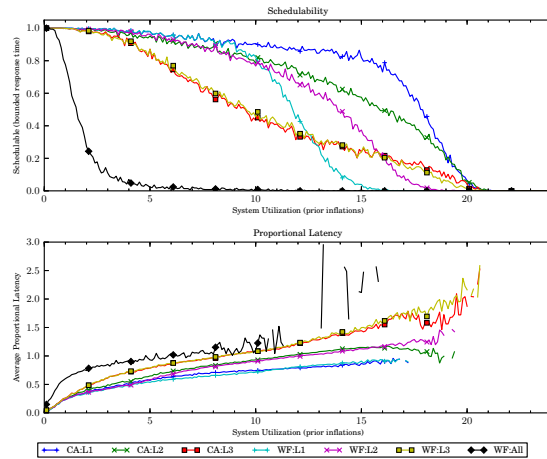 Schedulability
Schedulable (bounded response time)
1.0
0.8
0.6
0.4
0.2
0.0
0 5 10 15 20
System Utilization (prior inflations)
Proportional Latency
Average Proportional Latency
3.0
2.5
2.0
1.5
1.0
0.5
0.0
0 5 10 15 20
System Utilization (prior inflations)
CA:L1 CA:L2 CA:L3 WF:L1 WF:L2 WF:L3 WF:All